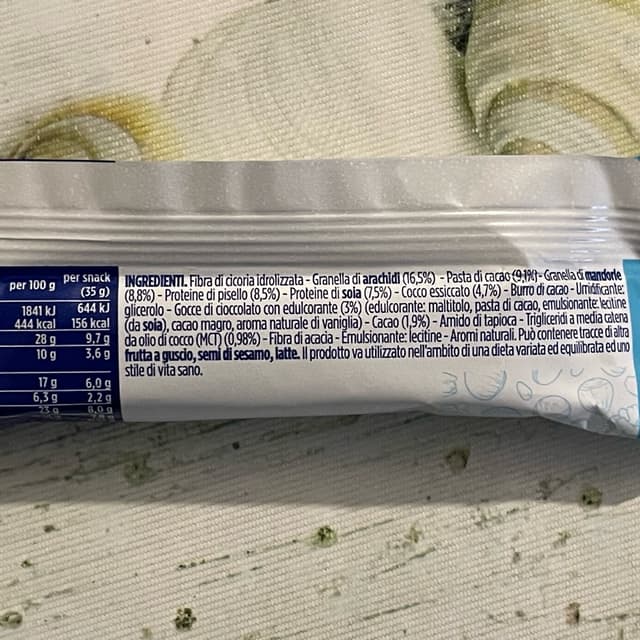 per 100 g per snack
(35 g)
1841 kJ 644 kJ
444 kcal 156 kcal
28 g 9,7 g
10 g 3,6 g
17 g 6,0 g
6,3 g 2,2 g
23 g 8,0 g
INGREDIENTI. Fibra di cicoria idrolizzata - Granella di arachidi (16,5%) - Pasta di cacao (9,1%) - Granella di mandorle
(8,8%) - Proteine di pisello (8,5%) - Proteine di soia (7,5%) - Cocco essiccato (4,7%) - Burro di cacao - Umidificante:
glicerolo - Gocce di cioccolato con edulcorante (3%) (edulcorante: maltitolo, pasta di cacao, emulsionante: lecitine
(da soia), cacao magro, aroma naturale di vaniglia) - Cacao (1,9%) - Amido di tapioca - Trigliceridi a media catena
da olio di cocco (MCT) (0,98%) - Fibra di acacia - Emulsionante: lecitine - Aromi naturali. Può contenere tracce di altra
frutta a guscio, semi di sesamo, latte. Il prodotto va utilizzato nell'ambito di una dieta variata ed equilibrata ed uno
stile di vita sano.